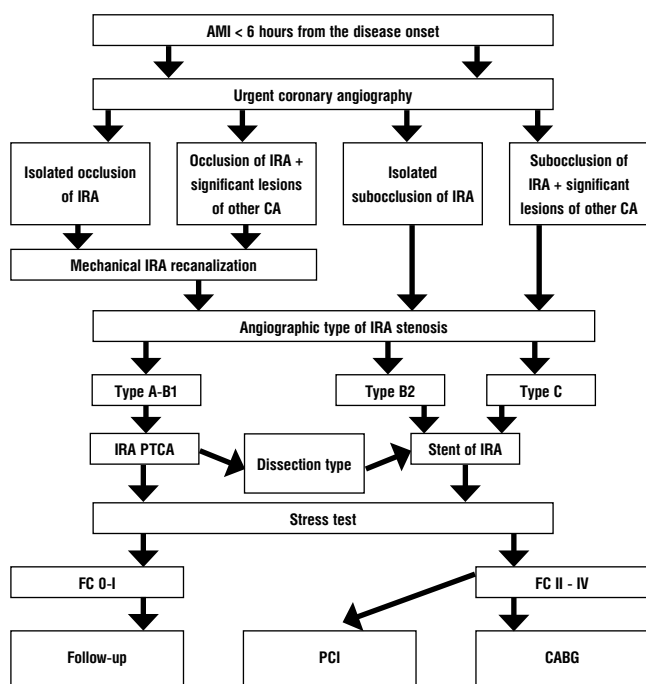 AMI < 6 hours from the disease onset
Urgent coronary angiography
Isolated occlusion
of IRA
Occlusion of IRA +
significant lesions
of other CA
Isolated
subocclusion of IRA
Subocclusion of
IRA + significant
lesions of other CA
Mechanical IRA recanalization
Angiographic type of IRA stenosis
Type A-B1
Type B2
Type C
IRA PTCA
Dissection type
Stent of IRA
Stress test
FC 0-I
FC II - IV
Follow-up
PCI
CABG